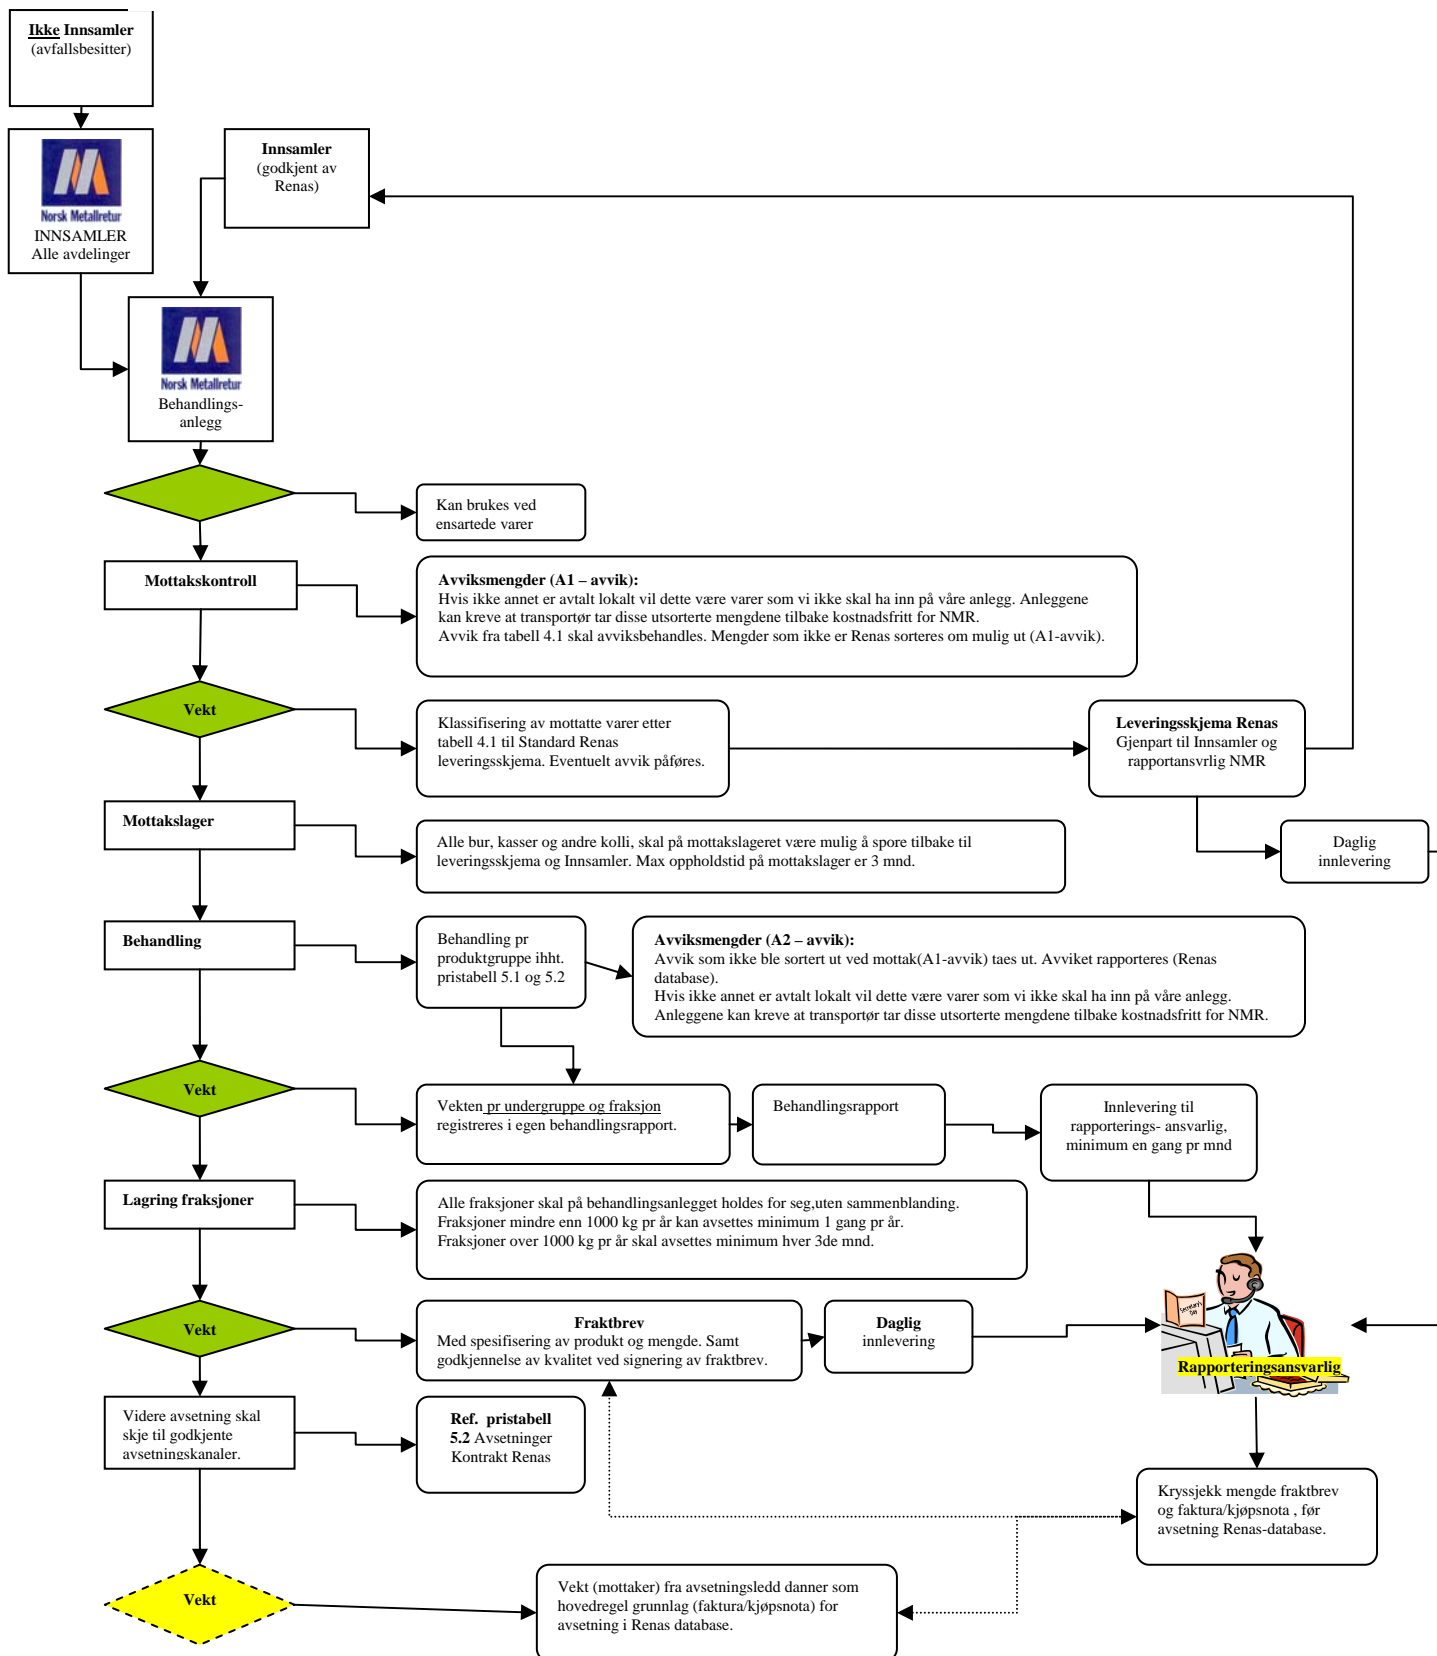 Ikke Innsamler
(avfallsbesitter)
Norsk Metallretur
INNSAMLER
Alle avdelinger
Innsamler
(godkjent av
Renas)
Norsk Metallretur
Behandlings-
anlegg
Kan brukes ved
ensartede varer
Mottakskontroll
Avviksmengder (A1 – avvik):
Hvis ikke annet er avtalt lokalt vil dette være varer som vi ikke skal ha inn på våre anlegg. Anleggene
kan kreve at transportør tar disse utsorterte mengdene tilbake kostnadsfritt for NMR.
Avvik fra tabell 4.1 skal avviksbehandles. Mengder som ikke er Renas sorteres om mulig ut (A1-avvik).
Vekt
Klassifisering av mottatte varer etter
tabell 4.1 til Standard Renas
leveringsskjema. Eventuelt avvik påføres.
Leveringsskjema Renas
Gjenpart til Innsamler og
rapportansvrlig NMR
Mottakslager
Alle bur, kasser og andre kolli, skal på mottakslageret være mulig å spore tilbake til
leveringsskjema og Innsamler. Max oppholdstid på mottakslager er 3 mnd.
Daglig
innlevering
Behandling
Behandling pr
produktgruppe ihht.
pristabell 5.1 og 5.2
Avviksmengder (A2 – avvik):
Avvik som ikke ble sortert ut ved mottak(A1-avvik) taes ut. Avviket rapporteres (Renas
database).
Hvis ikke annet er avtalt lokalt vil dette være varer som vi ikke skal ha inn på våre anlegg.
Anleggene kan kreve at transportør tar disse utsorterte mengdene tilbake kostnadsfritt for NMR.
Vekt
Vekten pr undergruppe og fraksjon
registreres i egen behandlingsrapport.
Behandlingsrapport
Innlevering til
rapporterings- ansvarlig,
minimum en gang pr mnd
Lagring fraksjoner
Alle fraksjoner skal på behandlingsanlegget holdes for seg,uten sammenblanding.
Fraksjoner mindre enn 1000 kg pr år kan avsettes minimum 1 gang pr år.
Fraksjoner over 1000 kg pr år skal avsettes minimum hver 3de mnd.
Vekt
Fraktbrev
Med spesifisering av produkt og mengde. Samt
godkjennelse av kvalitet ved signering av fraktbrev.
Daglig
innlevering
Secretary's
Day
Rapporteringsansvarlig
Videre avsetning skal
skje til godkjente
avsetningskanaler.
Ref. pristabell
5.2 Avsetninger
Kontrakt Renas
Kryssjekk mengde fraktbrev
og faktura/kjøpsnota , før
avsetning Renas-database.
Vekt
Vekt (mottaker) fra avsetningsledd danner som
hovedregel grunnlag (faktura/kjøpsnota) for
avsetning i Renas database.